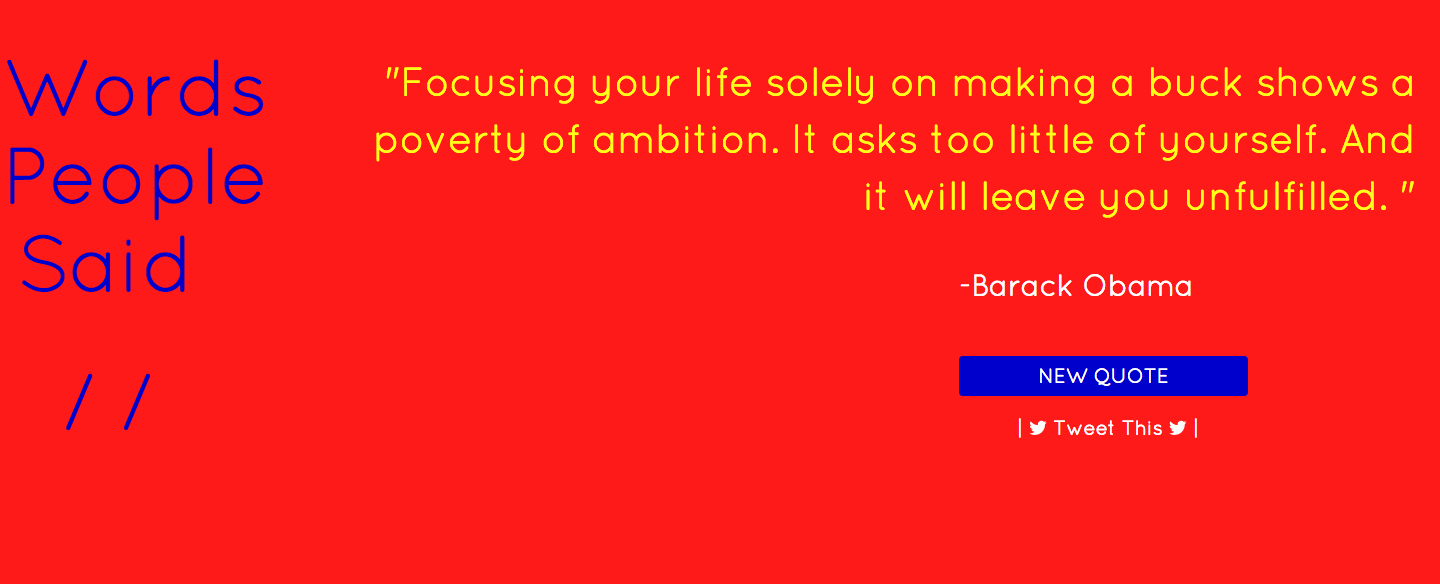 Words
People
Said
/ /
"Focusing your life solely on making a buck shows a
poverty of ambition. It asks too little of yourself. And
it will leave you unfulfilled. "
-Barack Obama
NEW QUOTE
| Tweet This |